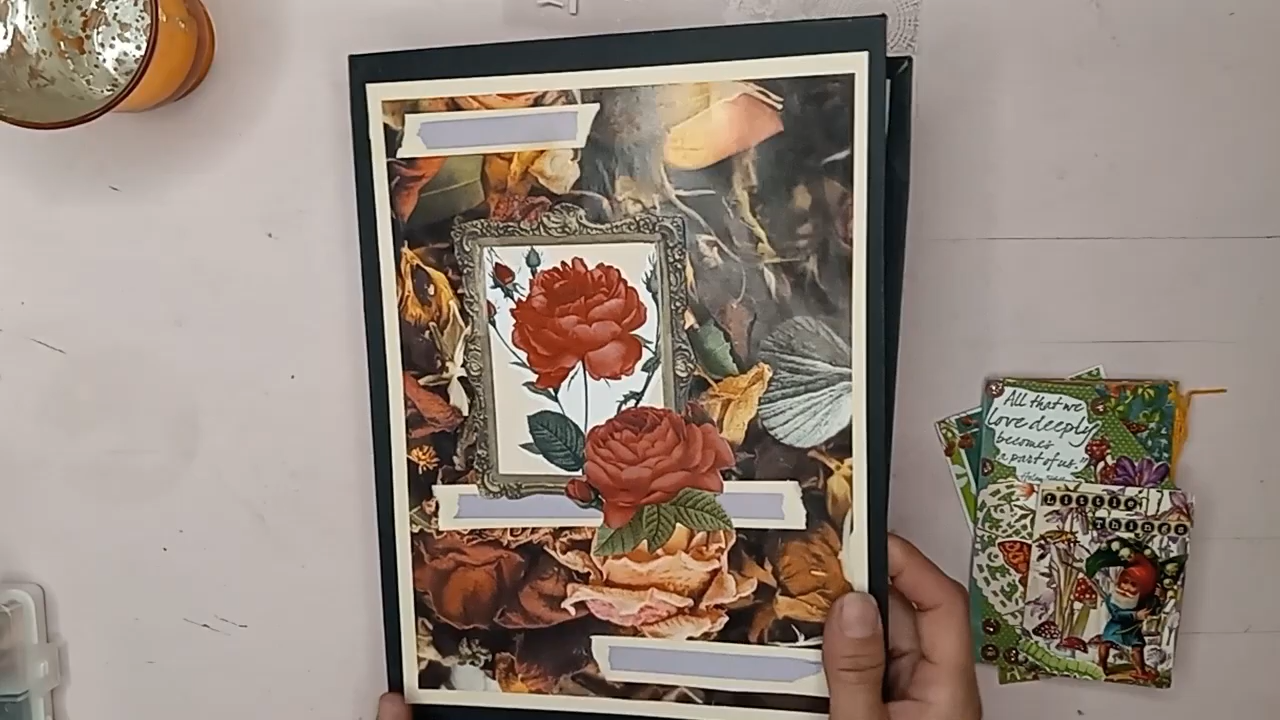 All that we
love deeply
becomes
a part of us.
Little
Things